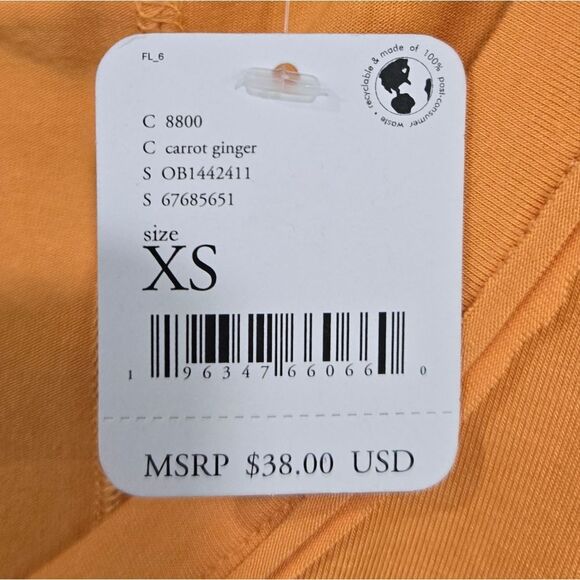 FL_6
• recyclable & made of 100% post-consumer waste
C 8800
C carrot ginger
S OB1442411
S 67685651
size
XS
1 96347 66066 0
MSRP $38.00 USD